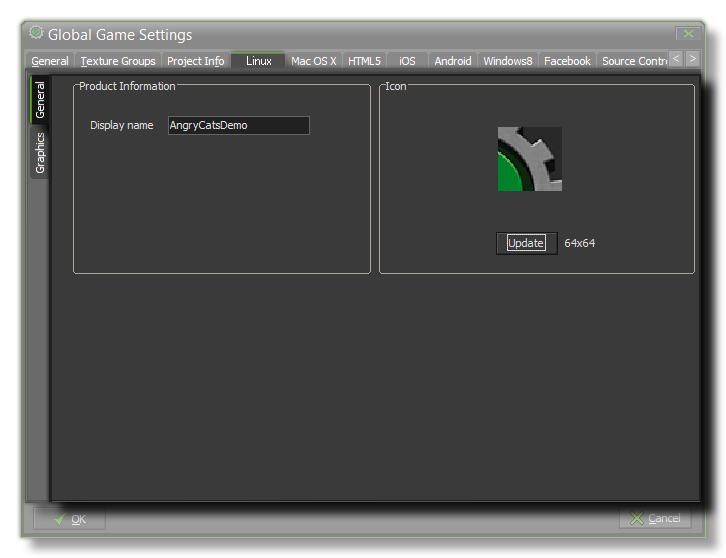 Global Game Settings
General Texture Groups Project Info Linux Mac OS X HTML5 iOS Android Windows8 Facebook Source Contr < >
General
Graphics
Product Information
Display name AngryCatsDemo
Icon
Update 64x64
OK Cancel